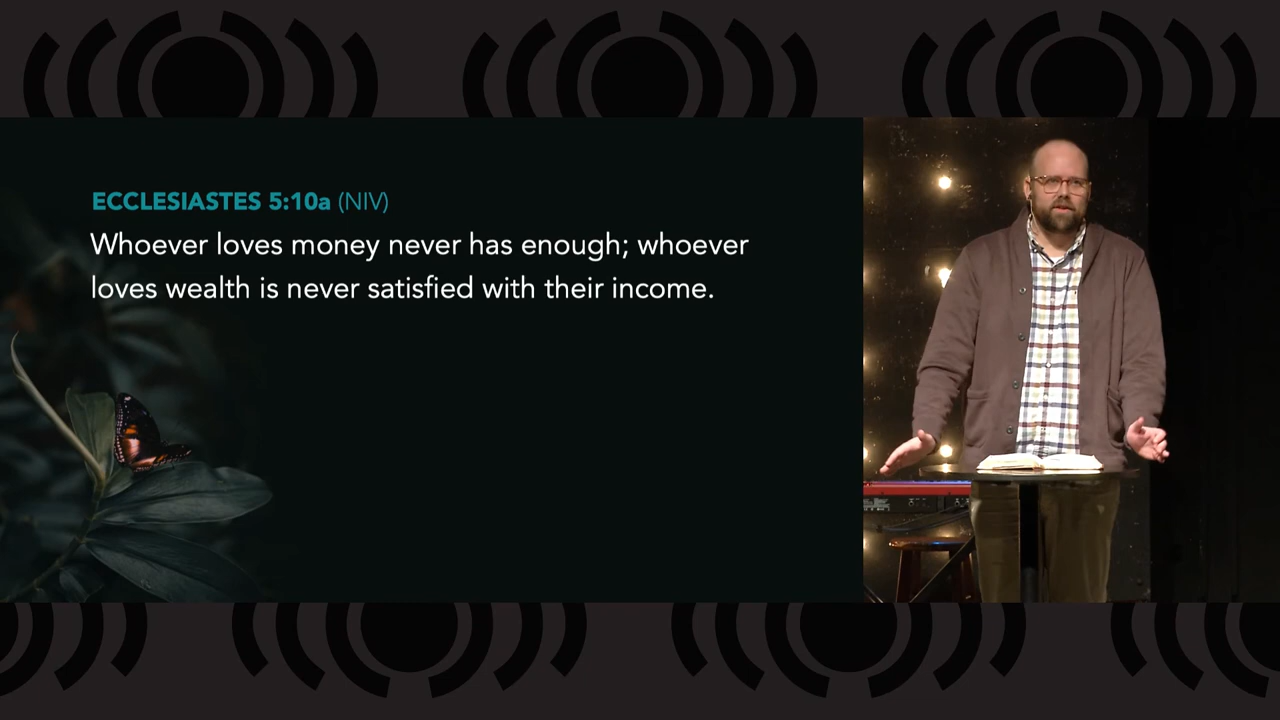 ECCLESIASTES 5:10a (NIV)
Whoever loves money never has enough; whoever
loves wealth is never satisfied with their income.